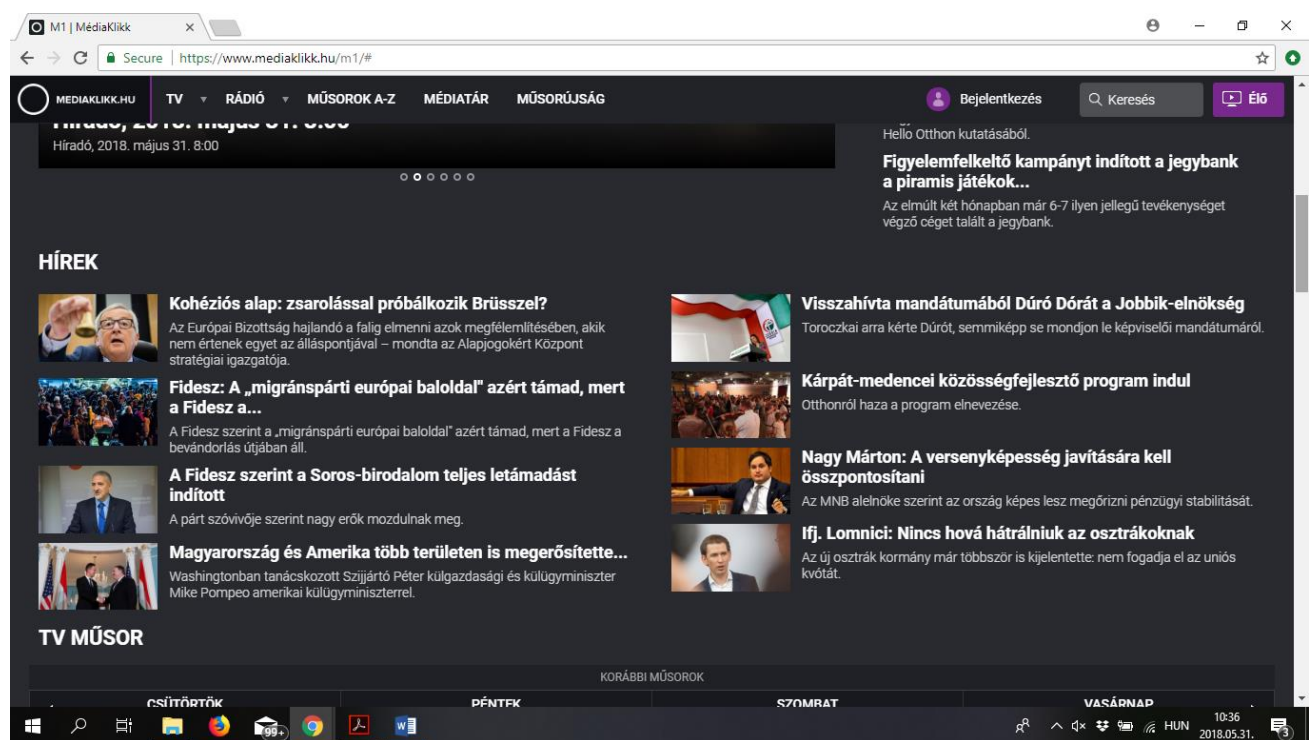 M1 | MédiaKlikk
Secure | https://www.mediaklikk.hu/m1/#
MEDIAKLIKK.HU TV RÁDIÓ MŰSOROK A-Z MÉDIATÁR MŰSORÚJSÁG Bejelentkezés Keresés Élő
Híradó, 2018. május 31. 8:00
Híradó, 2018. május 31. 8:00
Hello Otthon kutatásából.
Figyelemfelkeltő kampányt indított a jegybank
a piramis játékok...
Az elmúlt két hónapban már 6-7 ilyen jellegű tevékenységet
végző céget talált a jegybank.
HÍREK
Kohéziós alap: zsarolással próbálkozik Brüsszel?
Az Európai Bizottság hajlandó a falig elmenni azok megfélemlítésében, akik
nem értenek egyet az álláspontjával – mondta az Alapjogokért Központ
stratégiai igazgatója.
Fidesz: A „migránspárti európai baloldal" azért támad, mert
a Fidesz a...
A Fidesz szerint a „migránspárti európai baloldal" azért támad, mert a Fidesz a
bevándorlás útjában áll.
A Fidesz szerint a Soros-birodalom teljes letámadást
indított
A párt szóvivője szerint nagy erők mozdulnak meg.
Magyarország és Amerika több területen is megerősítette...
Washingtonban tanácskozott Szijjártó Péter külgazdasági és külügyminiszter
Mike Pompeo amerikai külügyminiszterrel.
Visszahívta mandátumából Dúró Dórát a Jobbik-elnökség
Toroczkai arra kérte Dúrót, semmiképp se mondjon le képviselői mandátumáról.
Kárpát-medencei közösségfejlesztő program indul
Otthonról haza a program elnevezése.
Nagy Márton: A versenyképesség javítására kell
összpontosítani
Az MNB alelnöke szerint az ország képes lesz megőrizni pénzügyi stabilitását.
Ifj. Lomnici: Nincs hová hátrálniuk az osztrákoknak
Az új osztrák kormány már többször is kijelentette: nem fogadja el az uniós
kvótát.
TV MŰSOR
KORÁBBI MŰSOROK
CSÜTÖRTÖK PÉNTEK SZOMBAT VASÁRNAP
99+ HUN 10:36
2018.05.31. 3